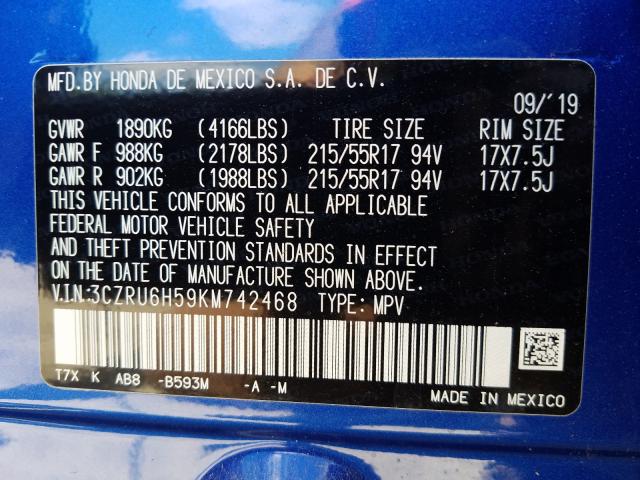 MFD.BY HONDA DE MEXICO S.A. DE C.V.
09/'19
GVWR 1890KG (4166LBS) TIRE SIZE RIM SIZE
GAWR F 988KG (2178LBS) 215/55R17 94V 17X7.5J
GAWR R 902KG (1988LBS) 215/55R17 94V 17X7.5J
THIS VEHICLE CONFORMS TO ALL APPLICABLE
FEDERAL MOTOR VEHICLE SAFETY
AND THEFT PREVENTION STANDARDS IN EFFECT
ON THE DATE OF MANUFACTURE SHOWN ABOVE.
V.I.N:3CZRU6H59KM742468 TYPE: MPV
T7X K AB8 -B593M -A -M
MADE IN MEXICO